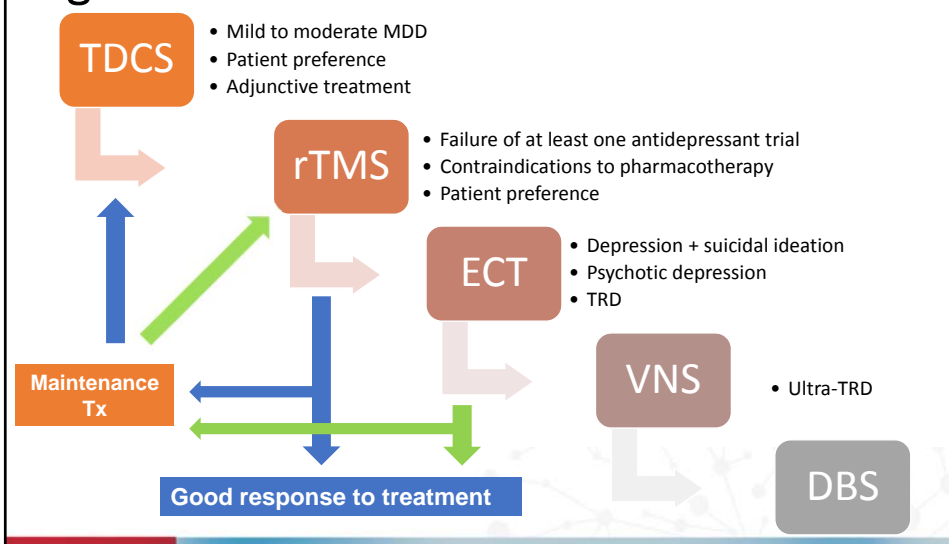 TDCS
• Mild to moderate MDD
• Patient preference
• Adjunctive treatment
rTMS
• Failure of at least one antidepressant trial
• Contraindications to pharmacotherapy
• Patient preference
ECT
• Depression + suicidal ideation
• Psychotic depression
• TRD
VNS
• Ultra-TRD
Maintenance
Tx
DBS
Good response to treatment